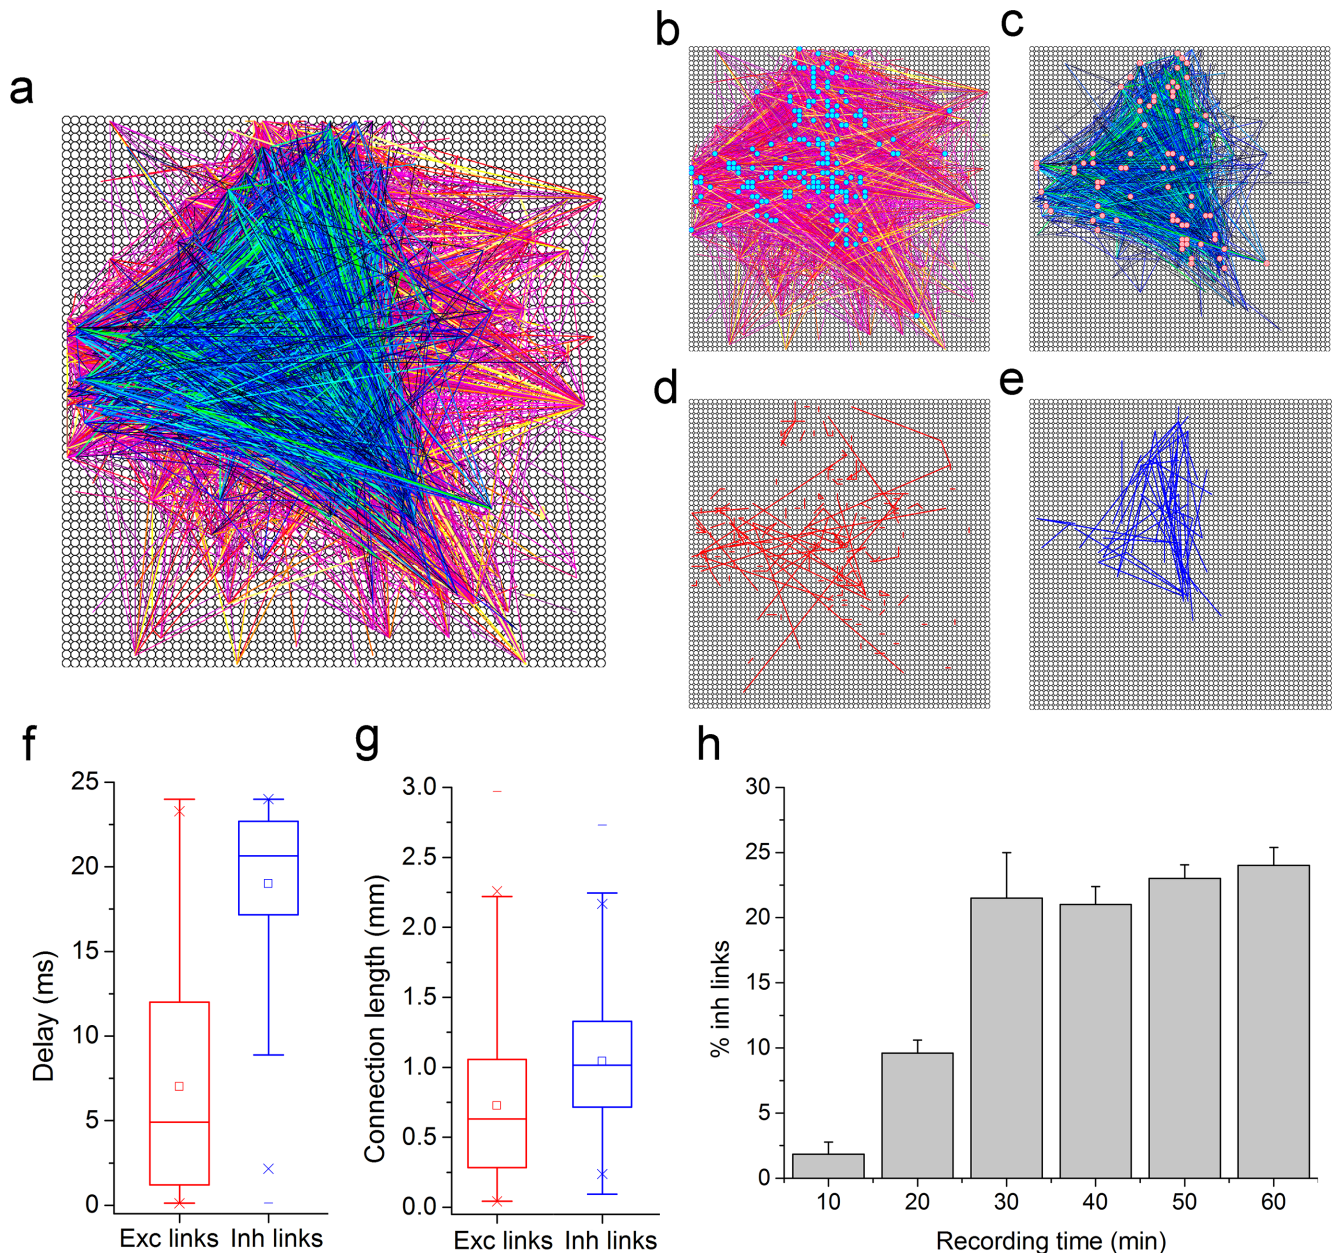 a
b
c
d
e
f
25
20
15
10
5
0
Delay (ms)
Exc links
Inh links
g
3.0
2.5
2.0
1.5
1.0
0.5
0.0
Connection length (mm)
Exc links
Inh links
h
30
25
20
15
10
5
0
% inh links
10
20
30
40
50
60
Recording time (min)